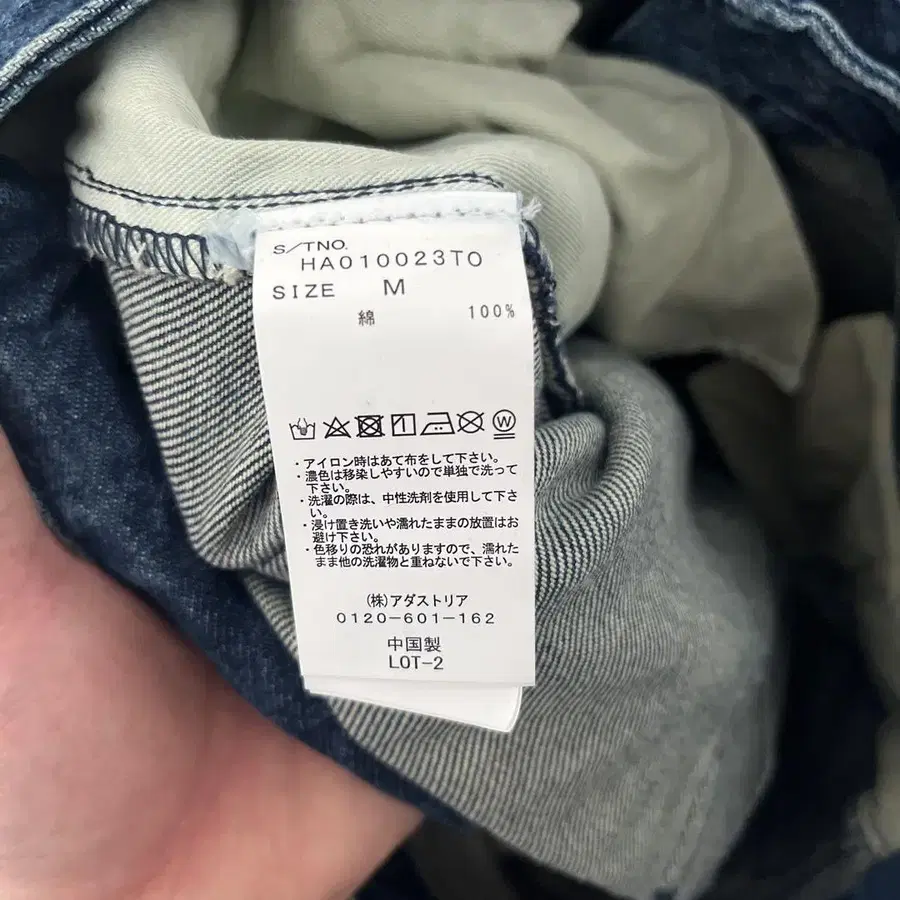 S/TNO.
HA010023TO
SIZE M
綿 100%
1 W
・アイロン時はあて布をして下さい。
・濃色は移染しやすいので単独で洗って
下さい。
・洗濯の際は、中性洗剤を使用して下さ
い。
・浸け置き洗いや濡れたままの放置はお
避け下さい。
・色移りの恐れがありますので、濡れた
まま他の洗濯物と重ねないで下さい。
(株)アダストリア
0120-601-162
中国製
LOT-2